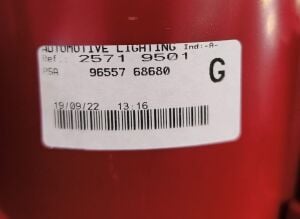 AUTOMOTIVE LIGHTING Ind:-A-
Ref.: 2571 9501
PSA 96557 68680 G
19/09/22 13.16